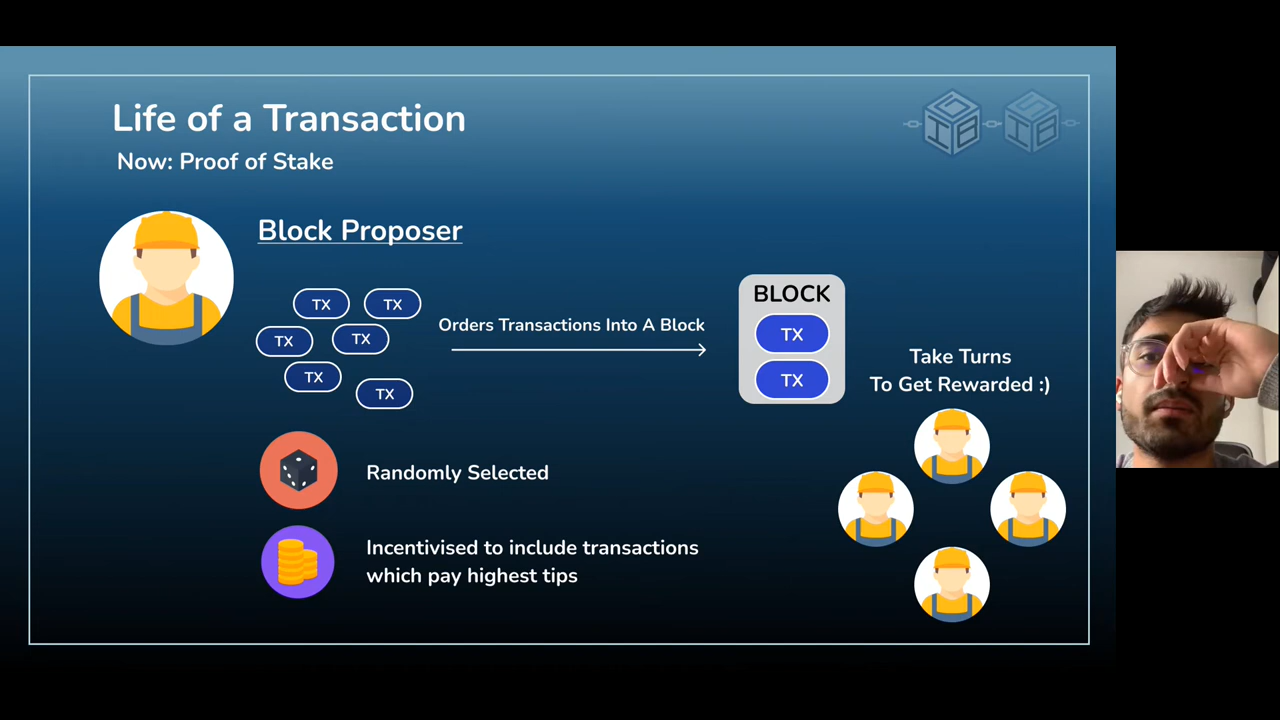 Life of a Transaction
Now: Proof of Stake
Block Proposer
TX
TX
TX
TX
TX
TX
Orders Transactions Into A Block
BLOCK
TX
TX
Take Turns
To Get Rewarded :)
Randomly Selected
Incentivised to include transactions
which pay highest tips